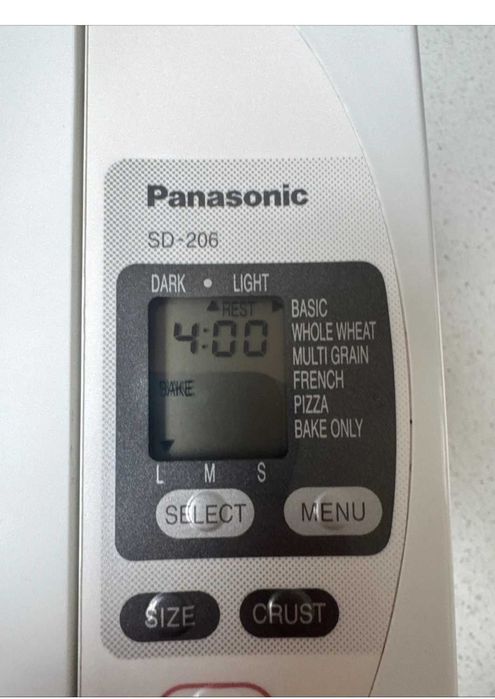 Panasonic
SD-206
DARK • LIGHT
REST
4:00
BAKE
BASIC
WHOLE WHEAT
MULTI GRAIN
FRENCH
PIZZA
BAKE ONLY
L M S
SELECT MENU
SIZE CRUST